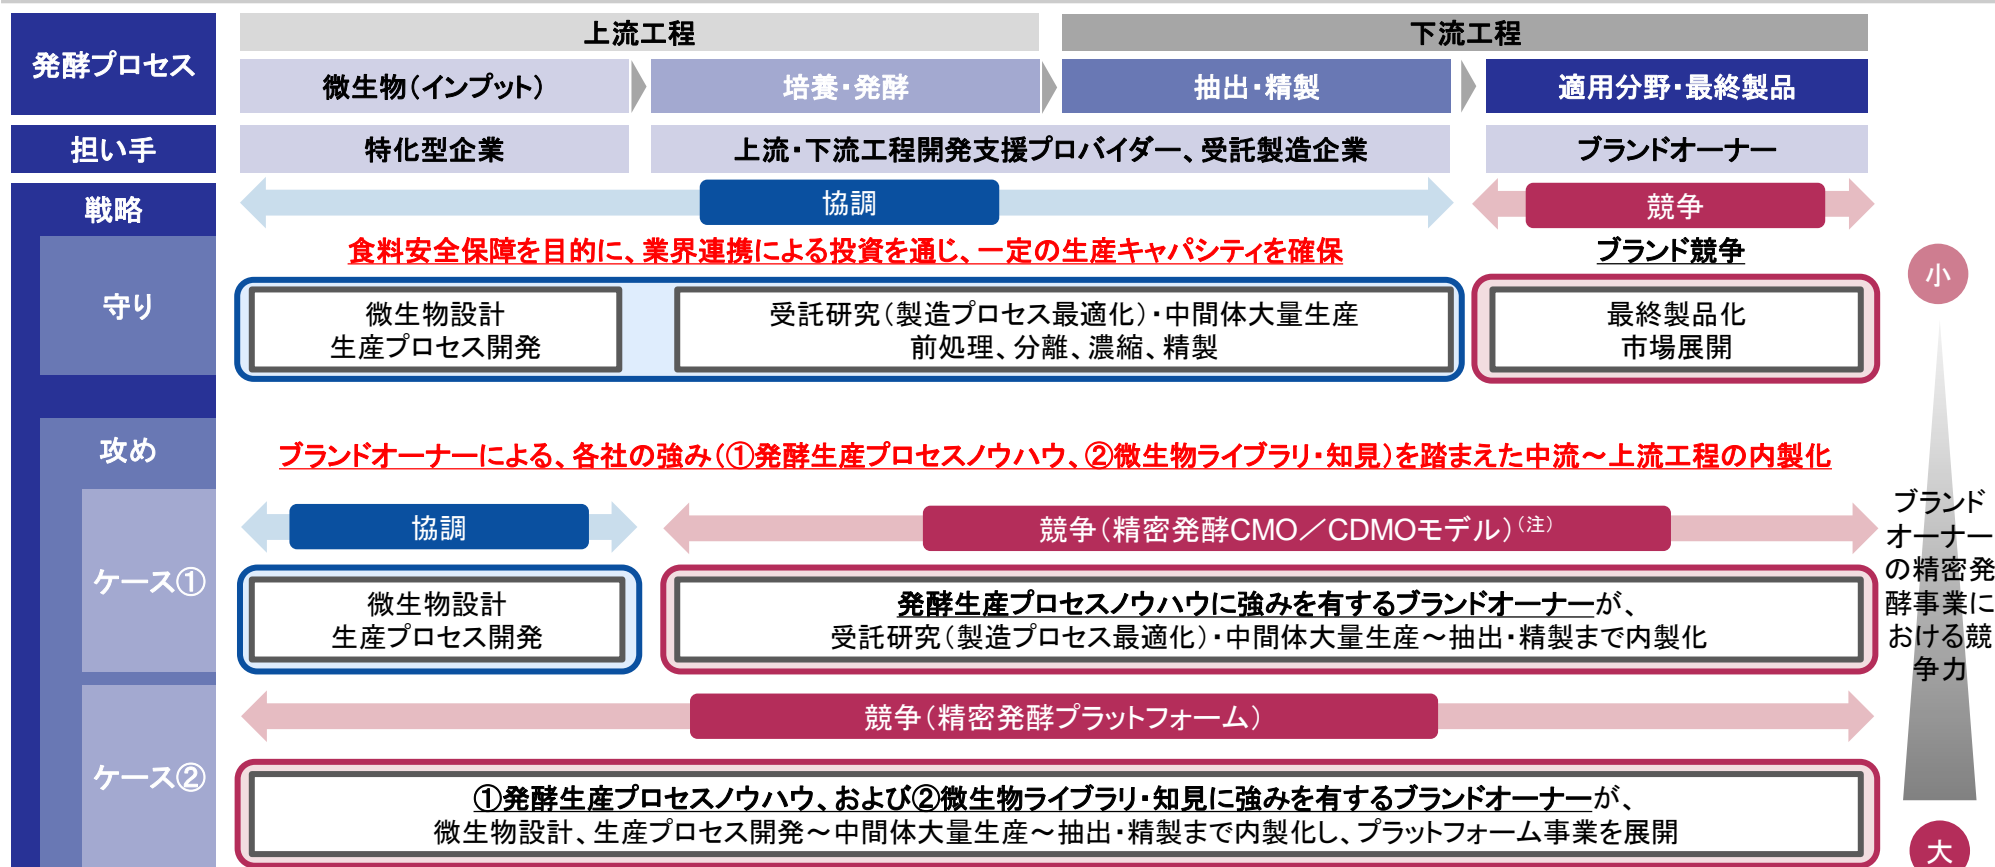 発酵プロセス
上流工程
下流工程
微生物（インプット）
培養・発酵
抽出・精製
適用分野・最終製品
担い手
特化型企業
上流・下流工程開発支援プロバイダー、受託製造企業
ブランドオーナー
戦略
協調
競争
守り
食料安全保障を目的に、業界連携による投資を通じ、一定の生産キャパシティを確保
ブランド競争
微生物設計
生産プロセス開発
受託研究（製造プロセス最適化）・中間体大量生産
前処理、分離、濃縮、精製
最終製品化
市場展開
小
攻め
ブランドオーナーによる、各社の強み（①発酵生産プロセスノウハウ、②微生物ライブラリ・知見）を踏まえた中流～上流工程の内製化
ケース①
協調
競争（精密発酵CMO／CDMOモデル）（注）
微生物設計
生産プロセス開発
発酵生産プロセスノウハウに強みを有するブランドオーナーが、
受託研究（製造プロセス最適化）・中間体大量生産～抽出・精製まで内製化
ブランド
オーナー
の精密発
酵事業に
おける競
争力
ケース②
競争（精密発酵プラットフォーム）
①発酵生産プロセスノウハウ、および②微生物ライブラリ・知見に強みを有するブランドオーナーが、
微生物設計、生産プロセス開発～中間体大量生産～抽出・精製まで内製化し、プラットフォーム事業を展開
大